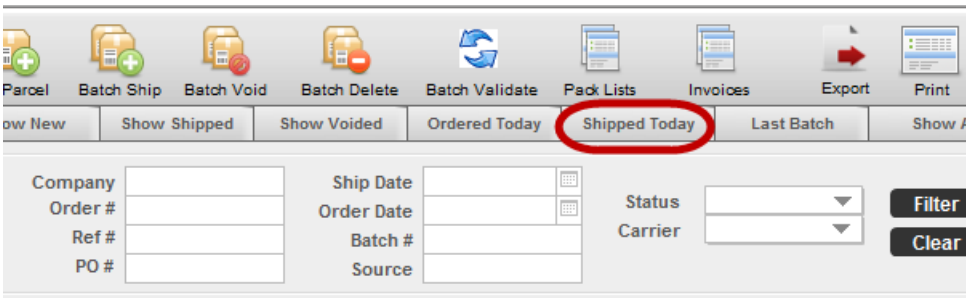 Parcel Batch Ship Batch Void Batch Delete Batch Validate Pack Lists Invoices Export Print
ow New Show Shipped Show Voided Ordered Today Shipped Today Last Batch Show A
Company Ship Date
Order # Order Date Status Filter
Ref # Batch # Carrier Clear
PO # Source